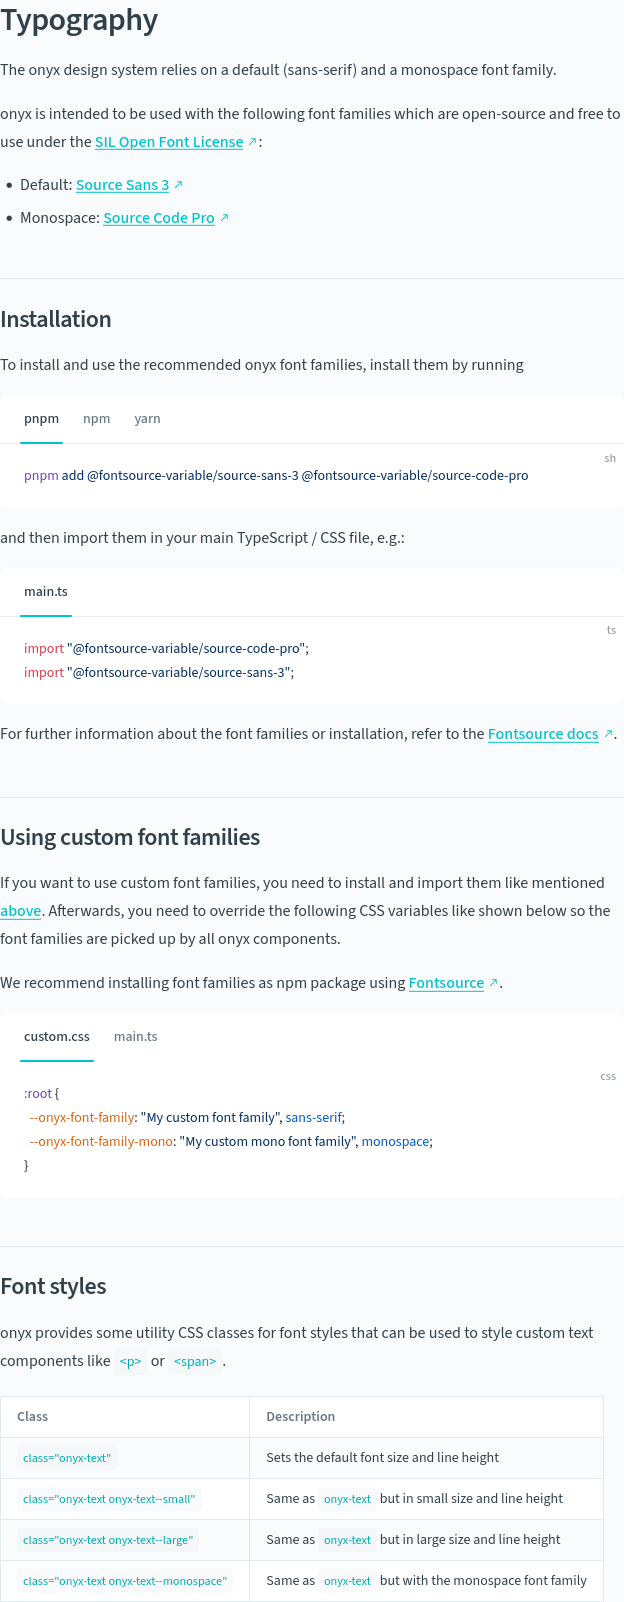 Typography
The onyx design system relies on a default (sans-serif) and a monospace font family.
onyx is intended to be used with the following font families which are open-source and free to
use under the SIL Open Font License ↗:
• Default: Source Sans 3 ↗
• Monospace: Source Code Pro ↗
Installation
To install and use the recommended onyx font families, install them by running
pnpm npm yarn
sh
pnpm add @fontsource-variable/source-sans-3 @fontsource-variable/source-code-pro
and then import them in your main TypeScript / CSS file, e.g.:
main.ts
ts
import "@fontsource-variable/source-code-pro";
import "@fontsource-variable/source-sans-3";
For further information about the font families or installation, refer to the Fontsource docs ↗.
Using custom font families
If you want to use custom font families, you need to install and import them like mentioned
above. Afterwards, you need to override the following CSS variables like shown below so the
font families are picked up by all onyx components.
We recommend installing font families as npm package using Fontsource ↗.
custom.css main.ts
css
:root {
--onyx-font-family: "My custom font family", sans-serif;
--onyx-font-family-mono: "My custom mono font family", monospace;
}
Font styles
onyx provides some utility CSS classes for font styles that can be used to style custom text
components like <p> or <span>.
Class Description
class="onyx-text" Sets the default font size and line height
class="onyx-text onyx-text--small" Same as onyx-text but in small size and line height
class="onyx-text onyx-text--large" Same as onyx-text but in large size and line height
class="onyx-text onyx-text--monospace" Same as onyx-text but with the monospace font family